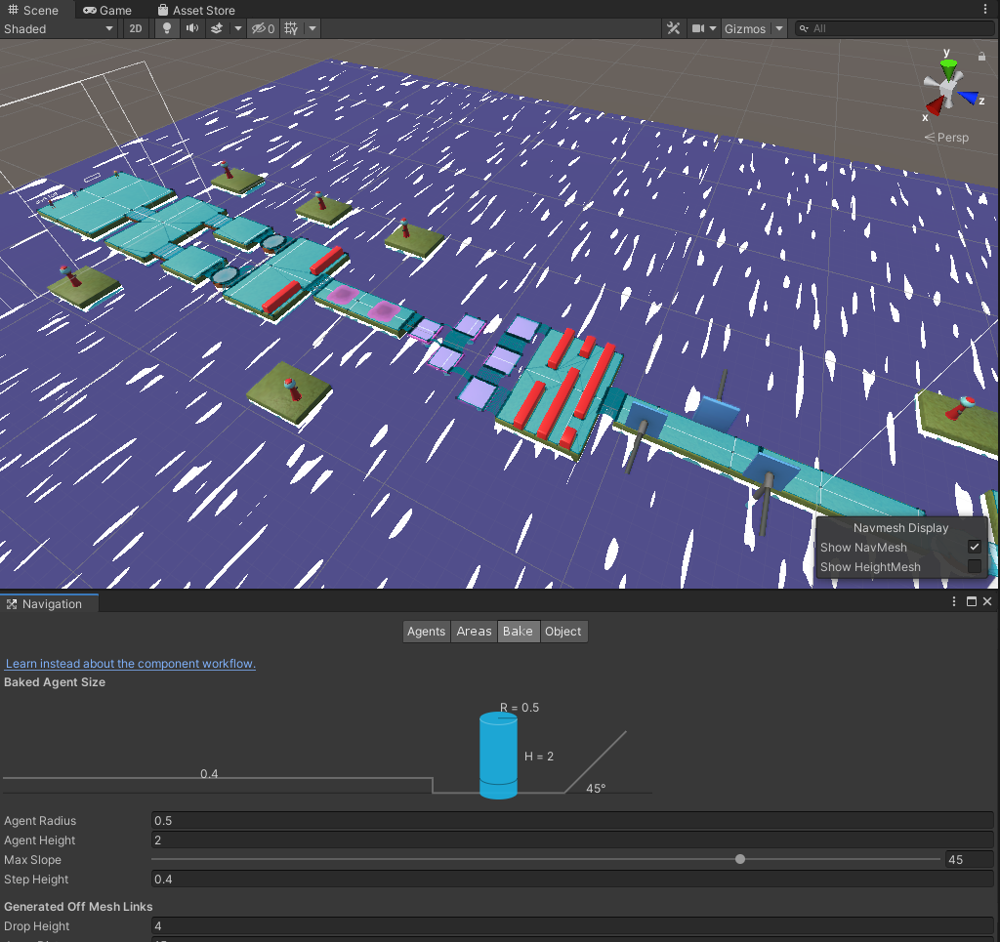 Scene Game Asset Store
Shaded 2D 0 Gizmos All
y
z
x
Persp
Navmesh Display
Show NavMesh
Show HeightMesh
Navigation
Agents Areas Bake Object
Learn instead about the component workflow.
Baked Agent Size
R = 0.5
H = 2
0.4
45°
Agent Radius 0.5
Agent Height 2
Max Slope 45
Step Height 0.4
Generated Off Mesh Links
Drop Height 4